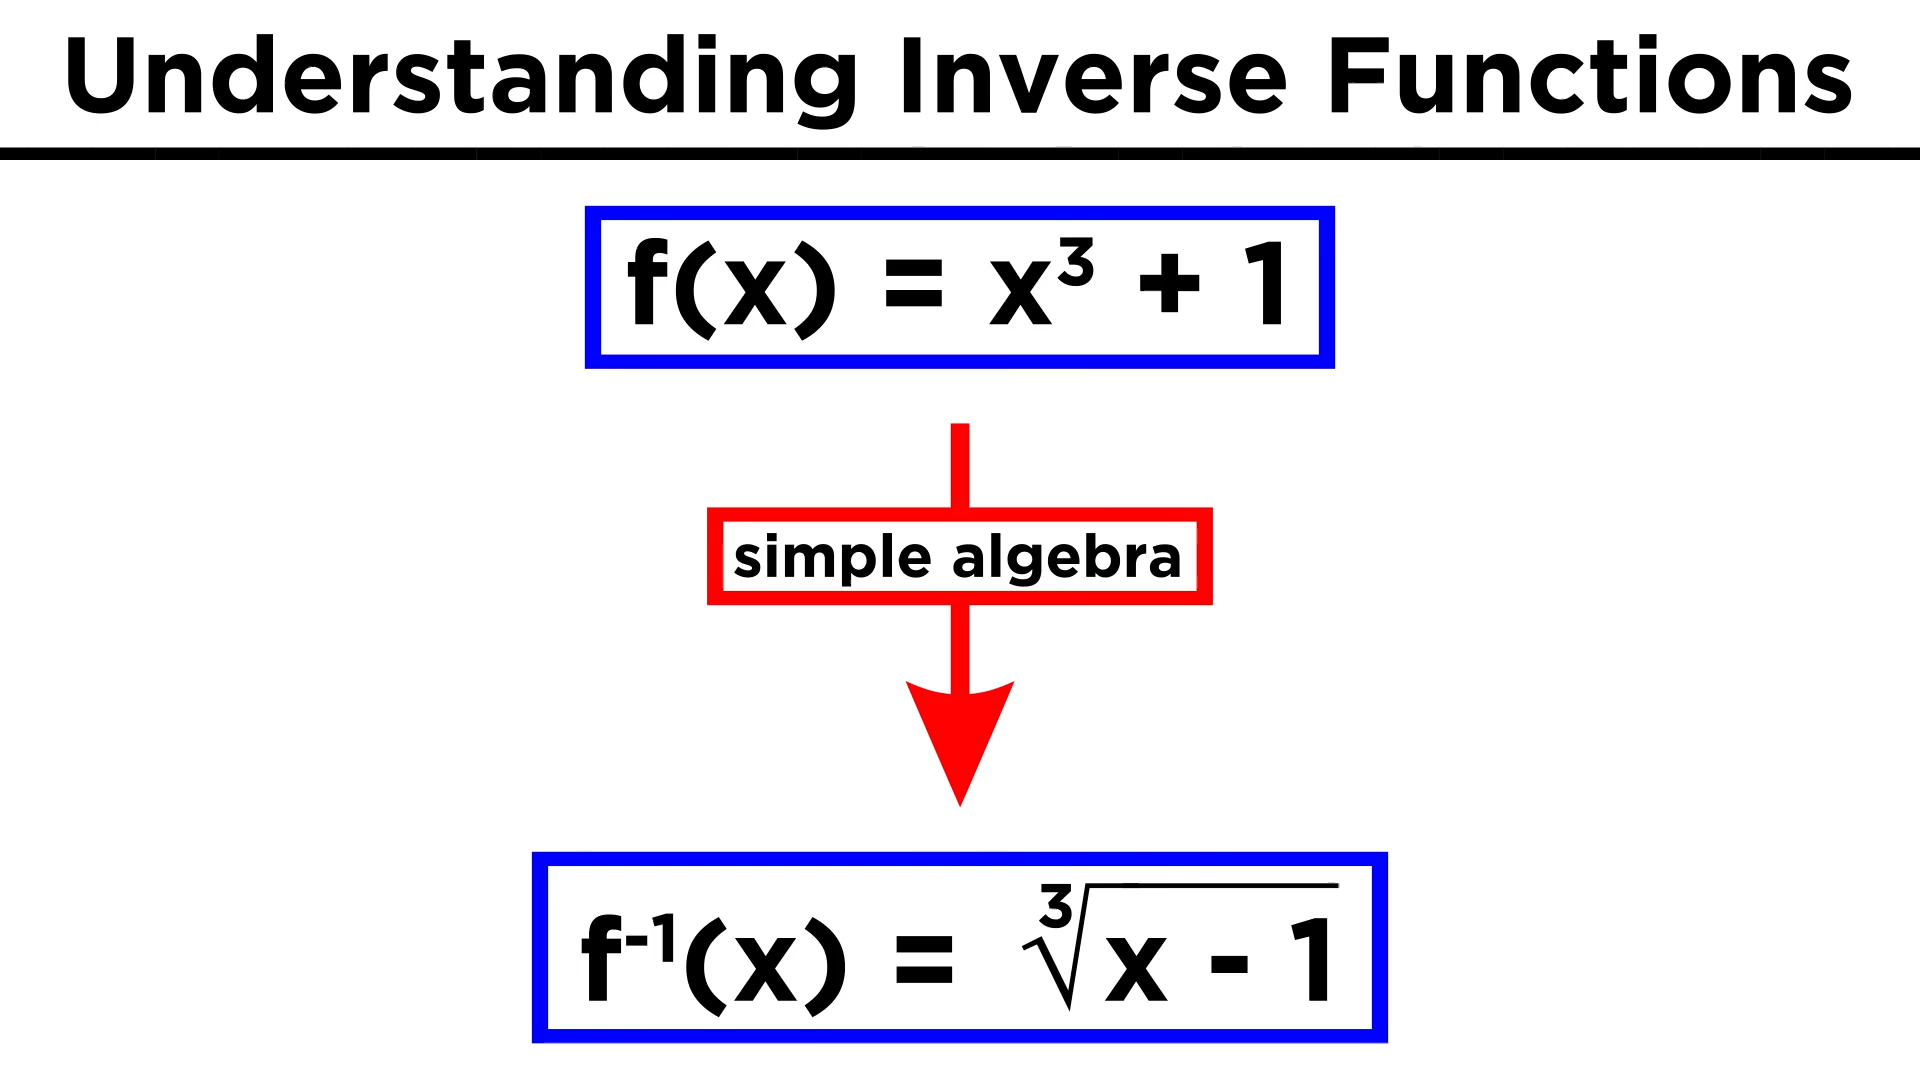 Understanding Inverse Functions
f(x) = x³ + 1
simple algebra
f⁻¹(x) = ∛(x - 1)